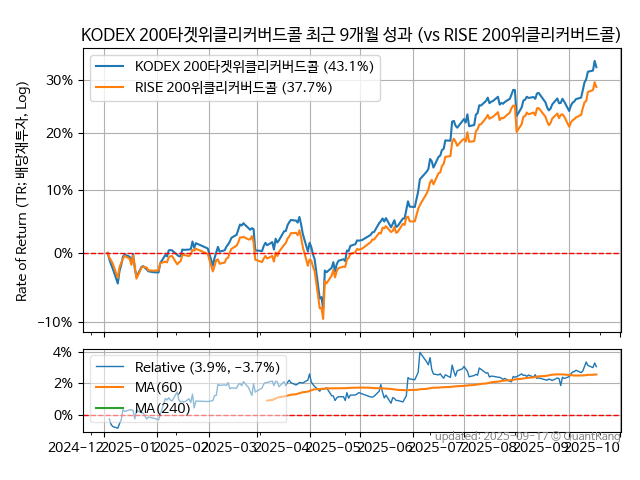 KODEX 200타겟위클리커버드콜 최근 9개월 성과 (vs RISE 200위클리커버드콜)
Rate of Return (TR: 배당재투자, Log)
KODEX 200타겟위클리커버드콜 (43.1%)
RISE 200위클리커버드콜 (37.7%)
30%
20%
10%
0%
−10%
4%
2%
0%
Relative (3.9%, −3.7%)
MA(60)
MA(240)
updated: 2025-09-17 © QuantRanq
2024-12 2025-01 2025-02 2025-03 2025-04 2025-05 2025-06 2025-07 2025-08 2025-09 2025-10